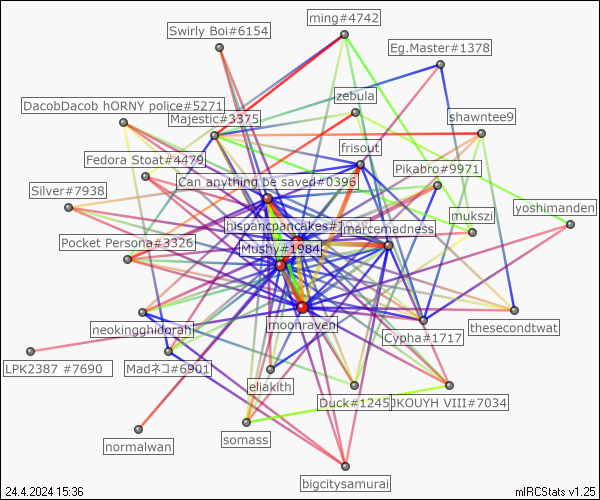 ming#4742
Swirly Boi#6154
Eg.Master#1378
zebula
DacobDacob hORNY police#5271
Majestic#3375
shawntee9
frisout
Fedora Stoat#4479
Pikabro#9971
Can anything be saved#0396
Silver#7938
yoshimanden
mukszi
hispancpancakes#
marcemadness
Pocket Persona#3326
Mushy#1984
moonraven
neokingghidorah
thesecondtwat
Cypha#1717
LPK2387 #7690
Madネコ#6901
eliakith
Duck#1245
JKOUYH VIII#7034
normalwan
somass
bigcitysamurai
24.4.2024 15:36
mIRCStats v1.25